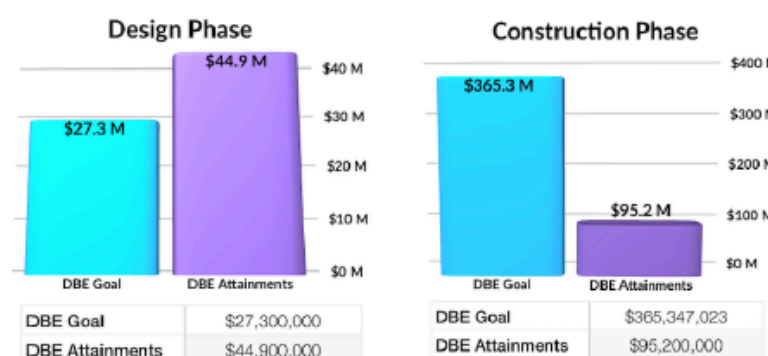 Design Phase
$44.9 M
$40 M
$30 M
$27.3 M
$20 M
$10 M
$0 M
DBE Goal
DBE Attainments
DBE Goal
$27,300,000
DBE Attainments
$44,900,000
Construction Phase
$400 M
$365.3 M
$300 M
$200 M
$95.2 M
$100 M
$0 M
DBE Goal
DBE Attainments
DBE Goal
$365,347,023
DBE Attainments
$95,200,000